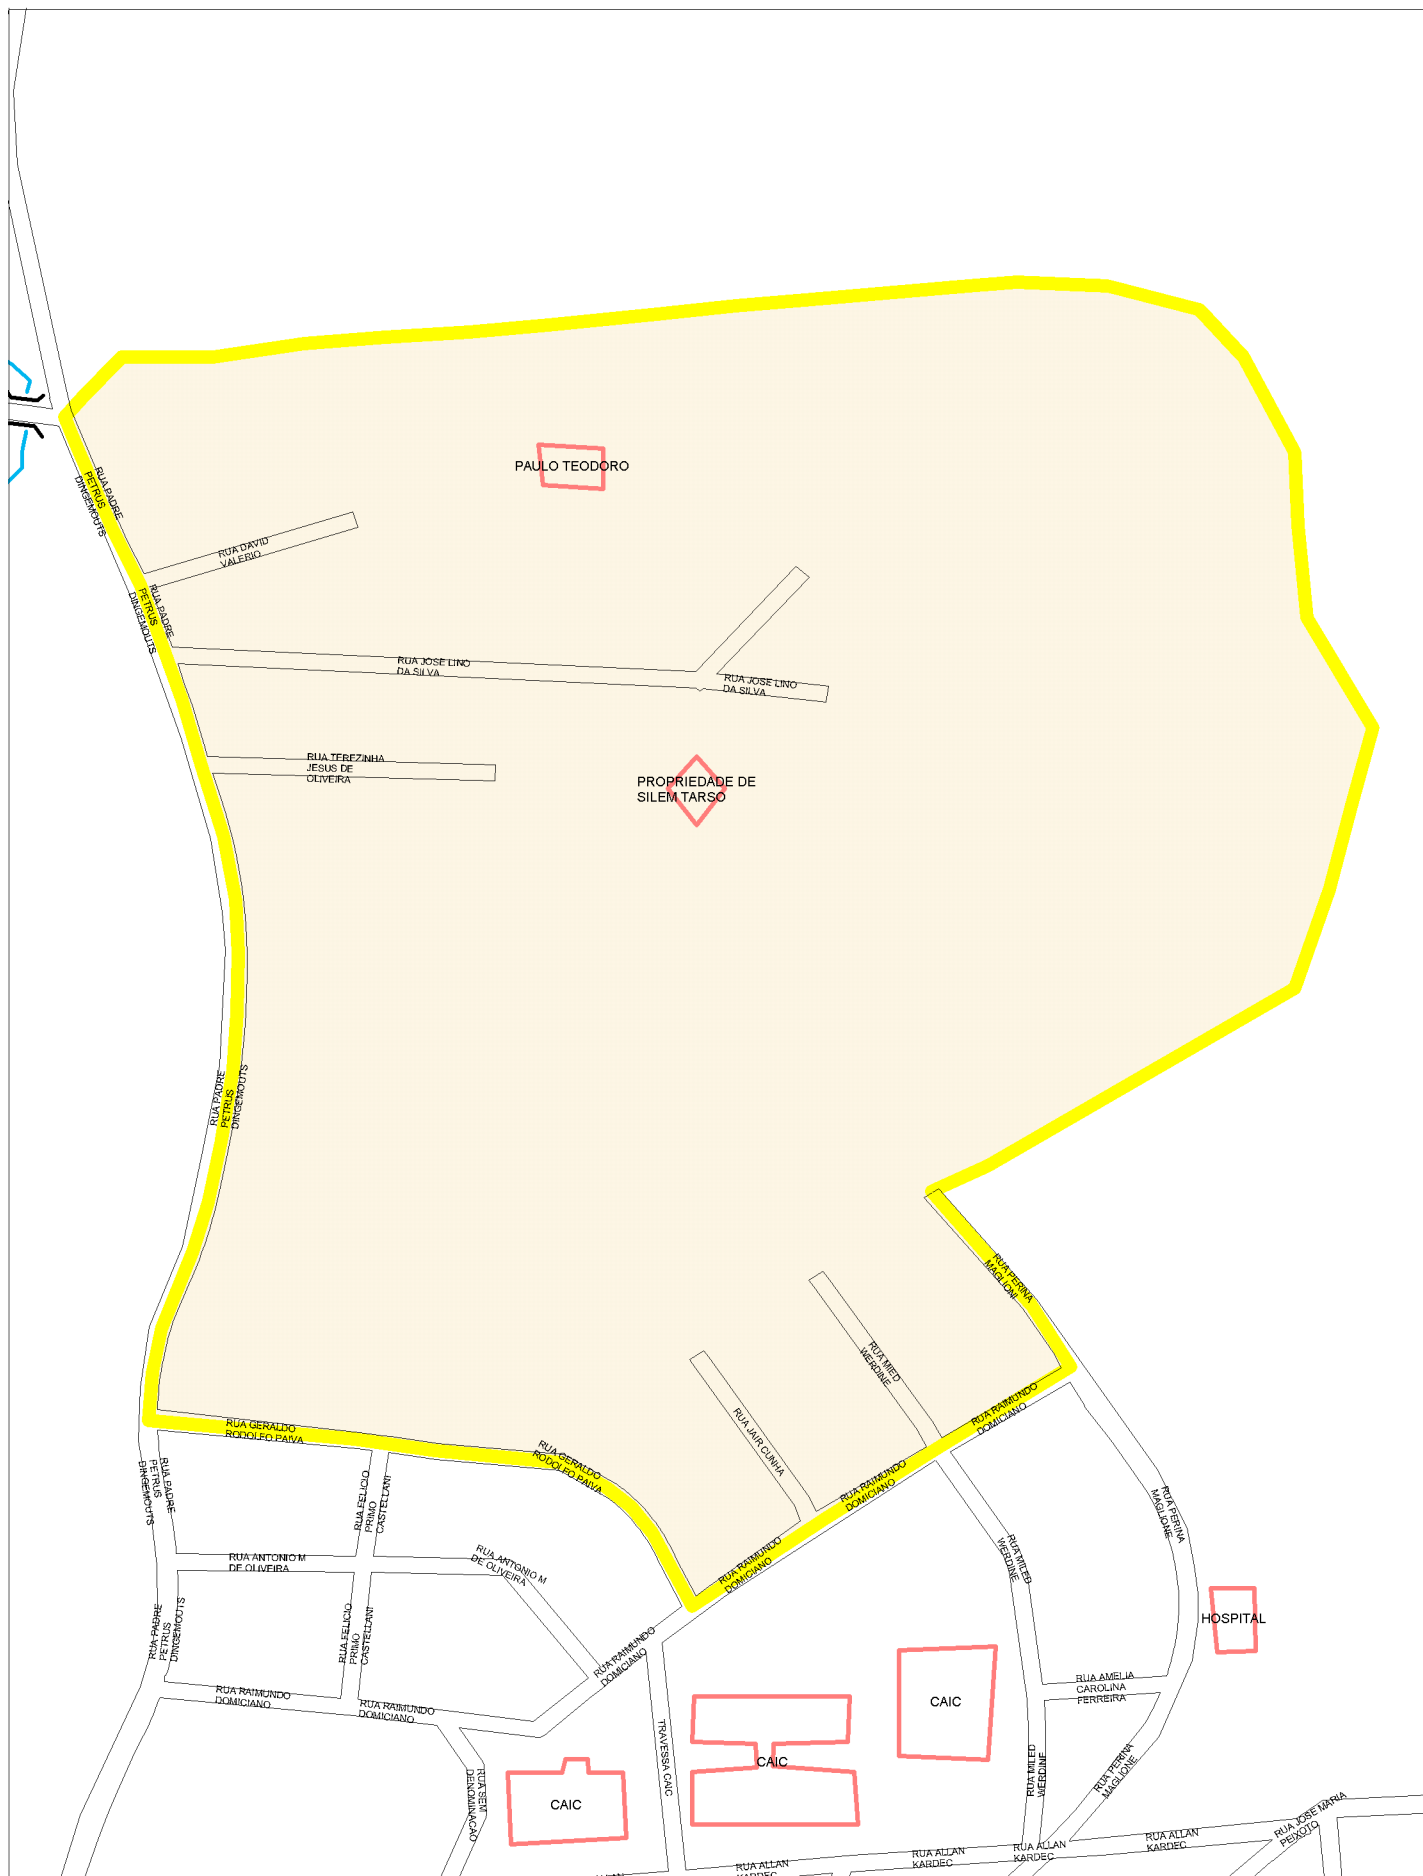 PAULO TEODORO
RUA PADRE
PETRUS
DINGEMOUTS
RUA DAVID
VALERIO
RUA PADRE
PETRUS
DINGEMOUTS
RUA JOSE LINO
DA SILVA
RUA JOSE LINO
DA SILVA
RUA TEREZINHA
JESUS DE
OLIVEIRA
PROPRIEDADE DE
SILEM TARSO
RUA PADRE
PETRUS
DINGEMOUTS
RUA PERINA
MAGLIONI
RUA MIED
WERDINE
RUA JAIR CUNHA
RUA RAIMUNDO
DOMICIANO
RUA GERALDO
RODOLFO PAIVA
RUA GERALDO
RODOLFO PAIVA
RUA RAIMUNDO
DOMICIANO
RUA PADRE
PETRUS
DINGEMOUTS
RUA FELICIO
PRIMO
CASTELLANI
RUA PERINA
MAGLIONE
RUA ANTONIO M
DE OLIVEIRA
RUA ANTONIO M
DE OLIVEIRA
RUA RAIMUNDO
DOMICIANO
RUA MILED
WERDINE
RUA PADRE
PETRUS
DINGEMOUTS
RUA FELICIO
PRIMO
CASTELLANI
RUA RAIMUNDO
DOMICIANO
HOSPITAL
RUA RAIMUNDO
DOMICIANO
RUA RAIMUNDO
DOMICIANO
RUA AMELIA
CAROLINA
FERREIRA
CAIC
TRAVESSA CAIC
CAIC
RUA MILED
WERDINE
RUA PERINA
MAGLIONE
RUA SEM
DENOMINACAO
CAIC
RUA JOSE MARIA
PEIXOTO
RUA ALLAN
KARDEC
RUA ALLAN
KARDEC
RUA ALLAN
KARDEC
RUA ALLAN
KARDEC